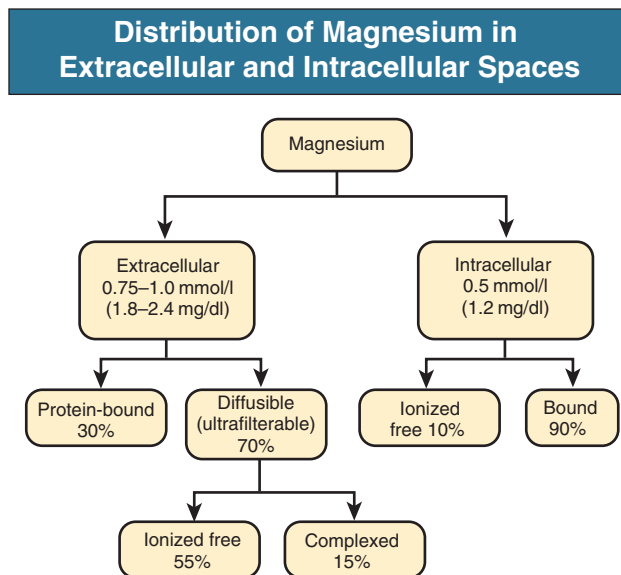 Distribution of Magnesium in
Extracellular and Intracellular Spaces
Magnesium
Extracellular
0.75–1.0 mmol/l
(1.8–2.4 mg/dl)
Intracellular
0.5 mmol/l
(1.2 mg/dl)
Protein-bound
30%
Diffusible
(ultrafilterable)
70%
Ionized
free 10%
Bound
90%
Ionized free
55%
Complexed
15%